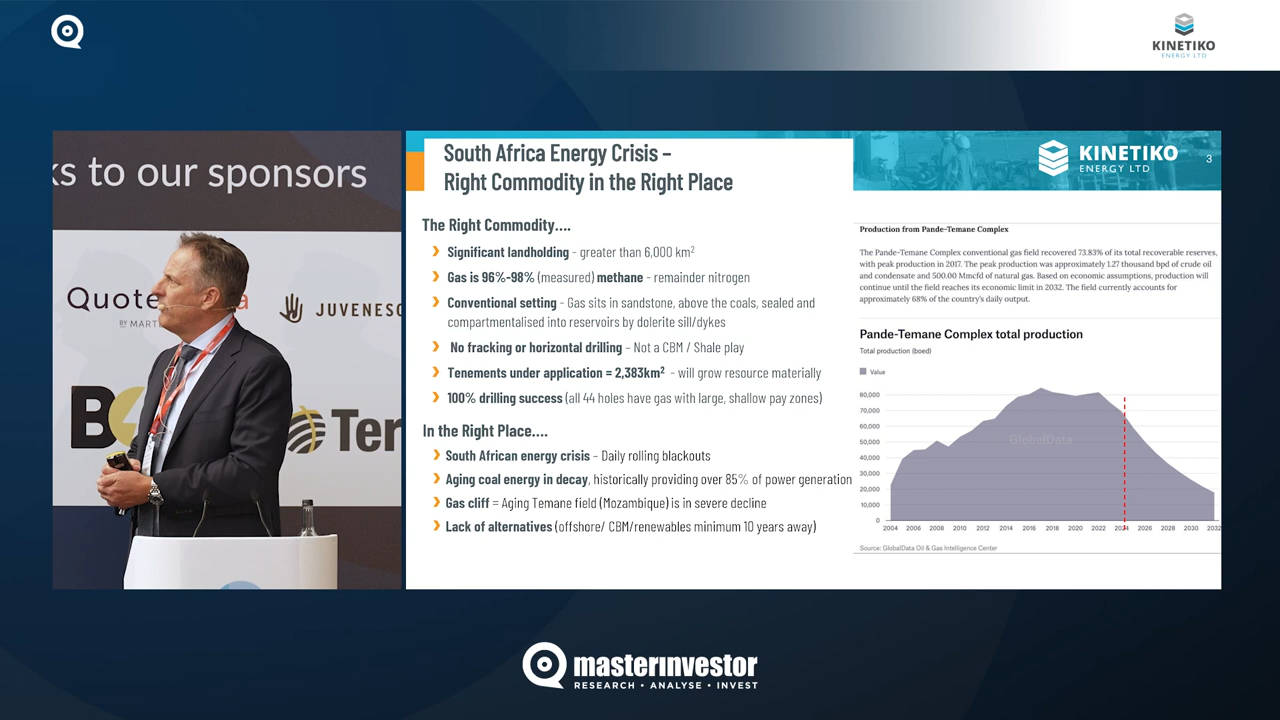 KINETIKO
ENERGY LTD
ks to our sponsors
Quote
a
BY MART
JUVENESC
B
Ter
South Africa Energy Crisis –
Right Commodity in the Right Place
KINETIKO
ENERGY LTD
3
The Right Commodity....
Significant landholding - greater than 6,000 km²
Gas is 96%-98% (measured) methane - remainder nitrogen
Conventional setting - Gas sits in sandstone, above the coals, sealed and
compartmentalised into reservoirs by dolerite sill/dykes
No fracking or horizontal drilling – Not a CBM / Shale play
Tenements under application = 2,383km² - will grow resource materially
100% drilling success (all 44 holes have gas with large, shallow pay zones)
In the Right Place....
South African energy crisis – Daily rolling blackouts
Aging coal energy in decay, historically providing over 85% of power generation
Gas cliff = Aging Temane field (Mozambique) is in severe decline
Lack of alternatives (offshore/ CBM/renewables minimum 10 years away)
Production from Pande-Temane Complex
The Pande-Temane Complex conventional gas field recovered 73.83% of its total recoverable reserves,
with peak production in 2017. The peak production was approximately 1.27 thousand bpd of crude oil
and condensate and 500.00 Mmcfd of natural gas. Based on economic assumptions, production will
continue until the field reaches its economic limit in 2032. The field currently accounts for
approximately 68% of the country's daily output.
Pande-Temane Complex total production
Total production (boed)
Value
80,000
70,000
60,000
50,000
40,000
30,000
20,000
10,000
0
GlobalData
2004 2006 2008 2010 2012 2014 2016 2018 2020 2022 2024 2026 2028 2030 2032
Source: GlobalData Oil & Gas Intelligence Center
masterinvestor
RESEARCH • ANALYSE • INVEST